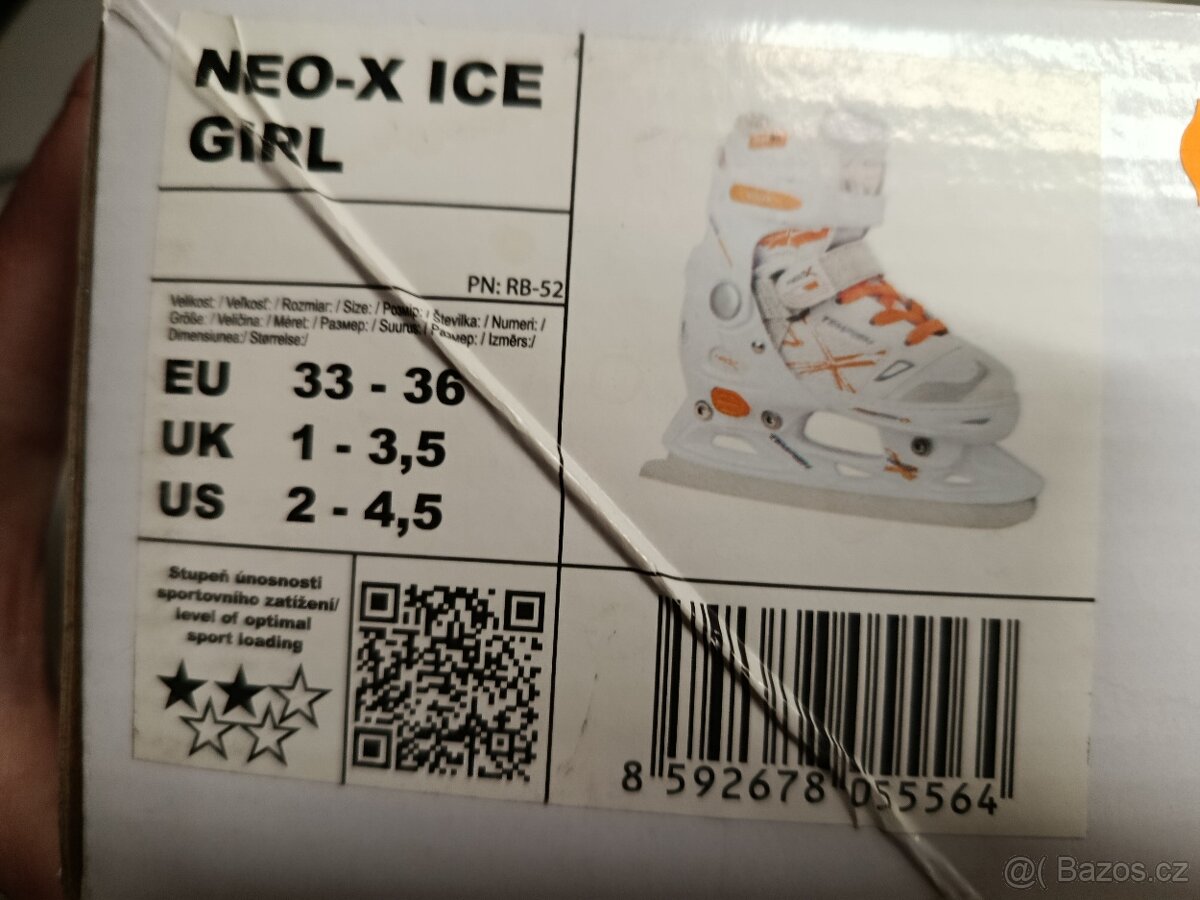 NEO-X ICE
GIRL
PN: RB-52
Velikost: / Veľkosť: / Rozmiar: / Size: / Розмір: / Številka: / Numeri: /
Größe: / Veličina: / Méret: / Размер: / Suurus: / Размер: / Izmērs:/
Dimensiunea:/ Størrelse:/
EU 33 - 36
UK 1 - 3,5
US 2 - 4,5
Stupeň únosnosti
sportovního zatížení/
level of optimal
sport loading
8 592678 055564
@( Bazos.cz